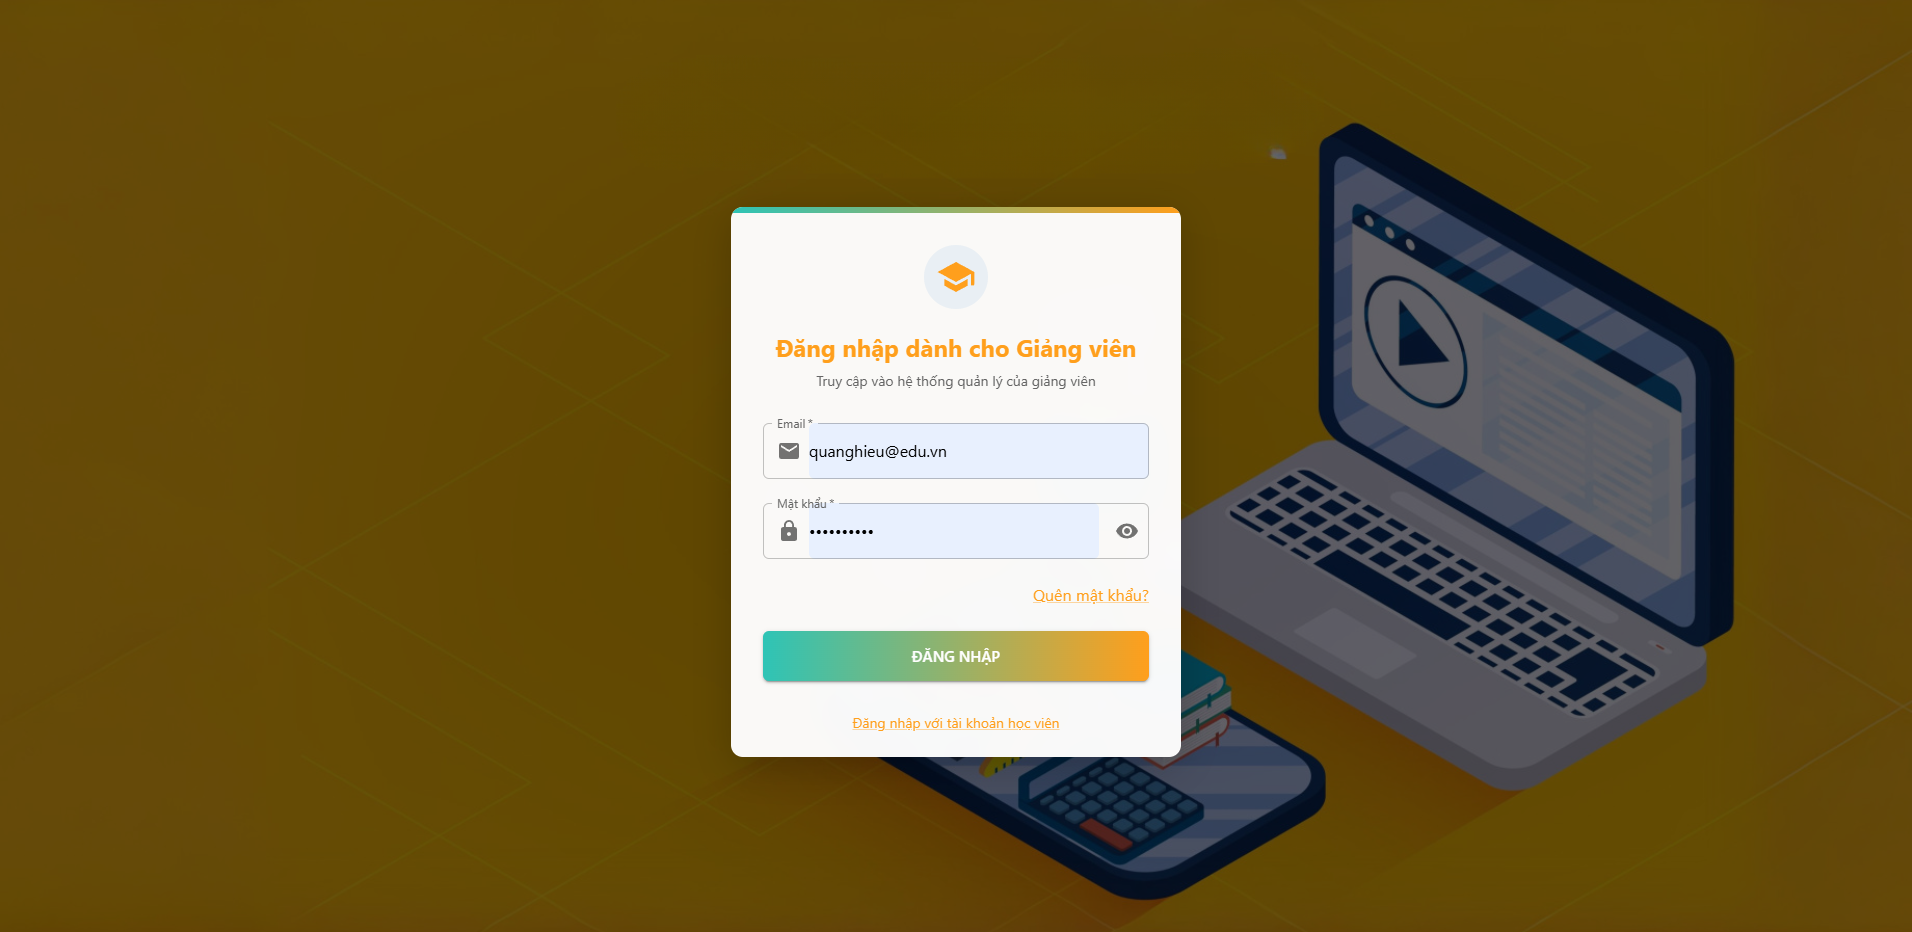 Đăng nhập dành cho Giảng viên
Truy cập vào hệ thống quản lý của giảng viên
Email *
quanghieu@edu.vn
Mật khẩu *
••••••••••
Quên mật khẩu?
ĐĂNG NHẬP
Đăng nhập với tài khoản học viên